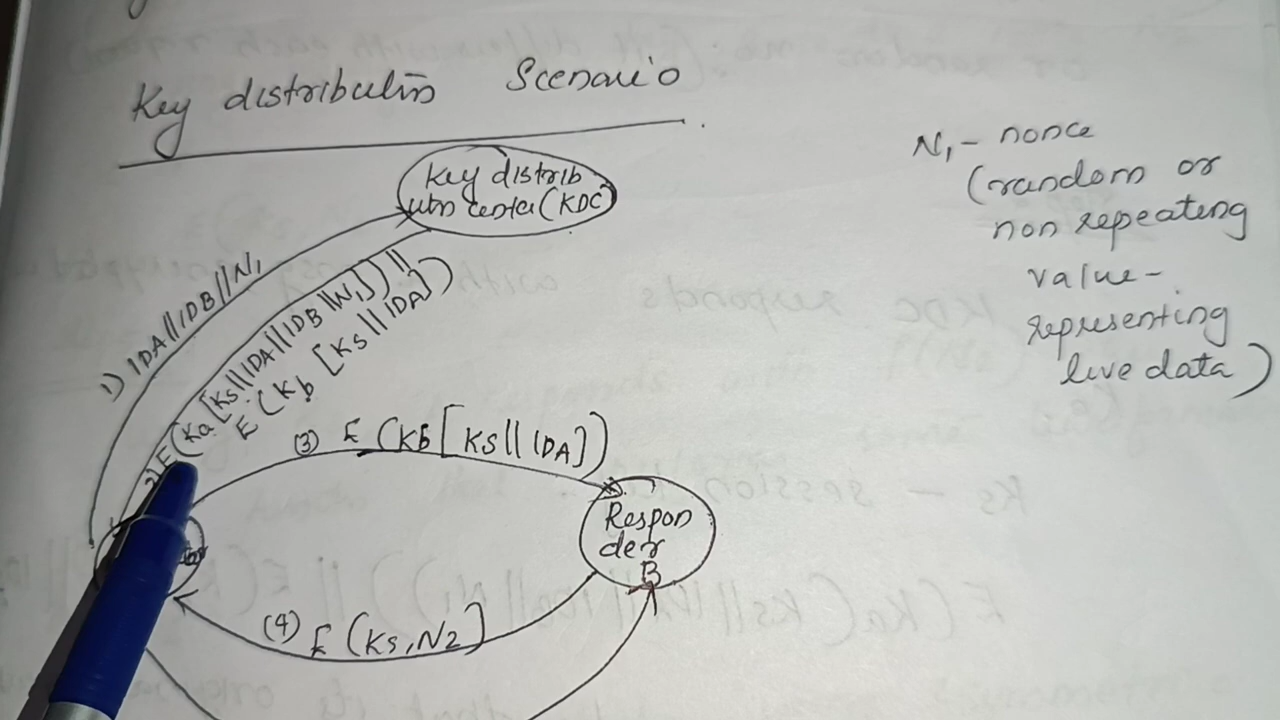 Key distribution Scenario
Key distrib
ution center (KDC)
N1 - nonce
(random or
non repeating
value -
representing
live data)
1) IDA || IDB || N1
2) E(Ka [Ks || IDA || IDB || N1]) ||
E(Kb [Ks || IDA])
(3) E (Kb [Ks || IDA])
Respon
der
B
(4) E (Ks, N2]